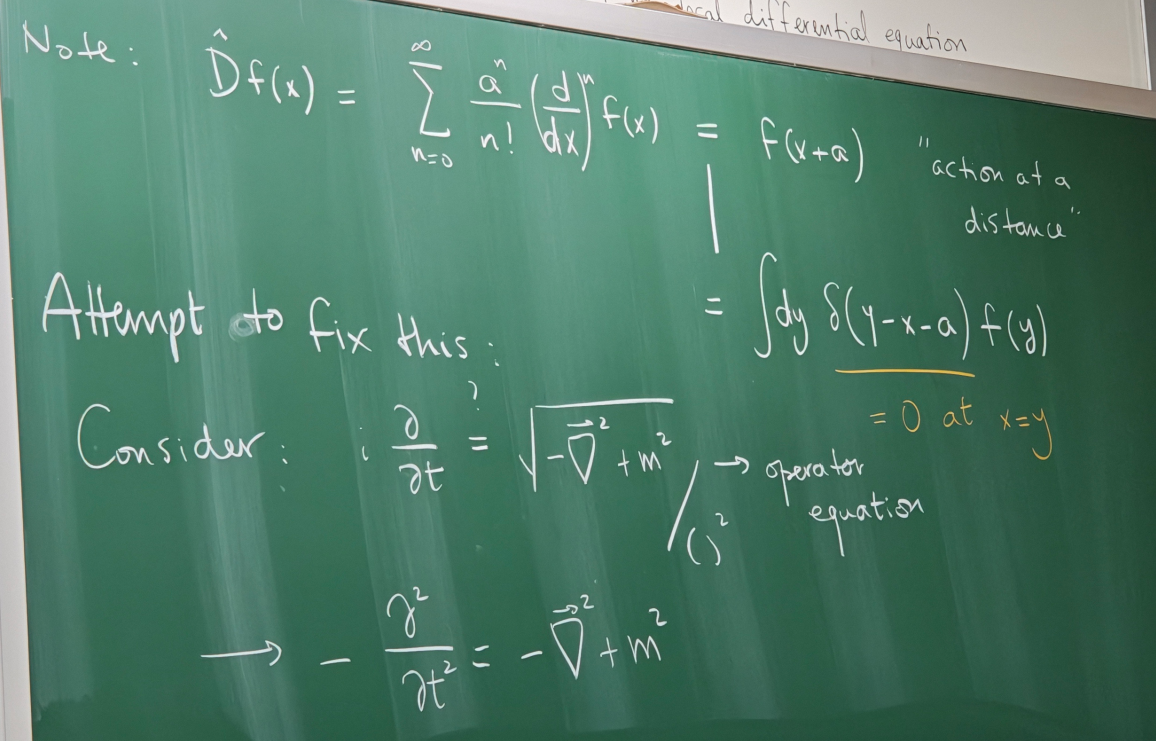 cal differential equation
Note: D̂f(x) = ∑_{n=0}^{∞} aⁿ/n! (d/dx)ⁿ f(x) = f(x+a) "action at a
distance"
= ∫dy δ(y-x-a) f(y)
= 0 at x=y
Attempt to fix this:
Consider: i ∂/∂t ?= √(-∇⃗² + m²) /()² → operator
equation
→ - ∂²/∂t² = -∇⃗² + m²